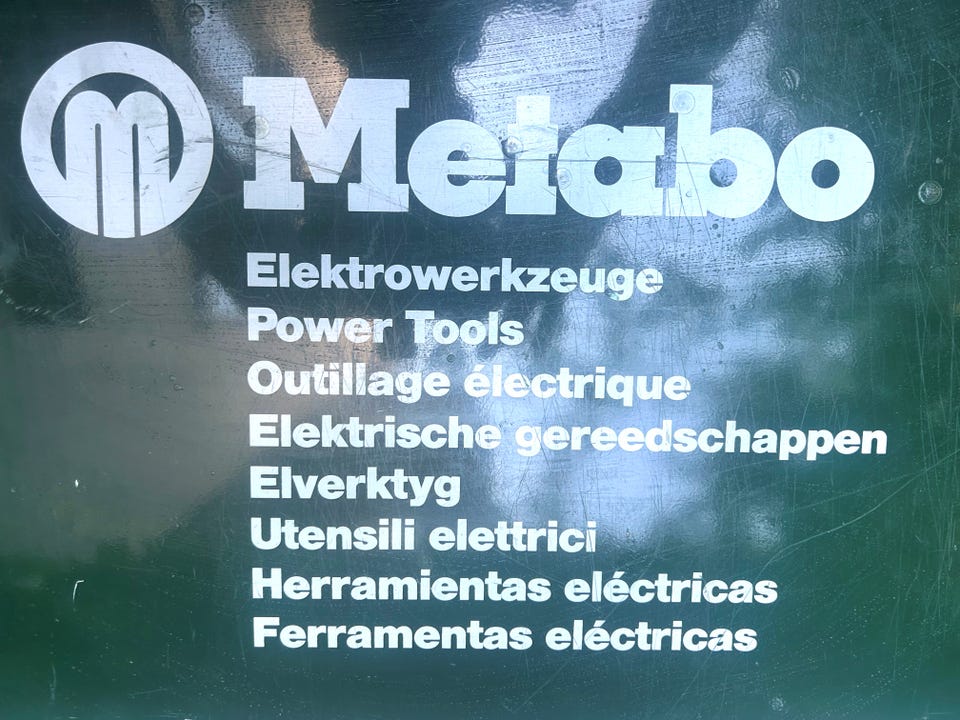 m Metabo
Elektrowerkzeuge
Power Tools
Outillage électrique
Elektrische gereedschappen
Elverktyg
Utensili elettrici
Herramientas eléctricas
Ferramentas eléctricas